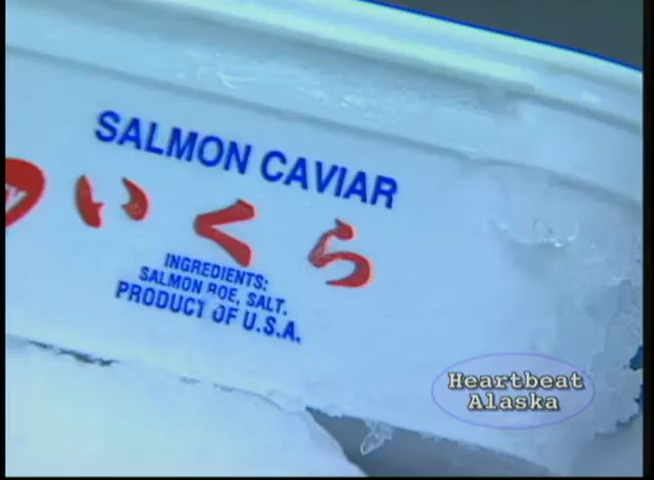 SALMON CAVIAR
いくら
INGREDIENTS:
SALMON ROE, SALT.
PRODUCT OF U.S.A.
Heartbeat
Alaska